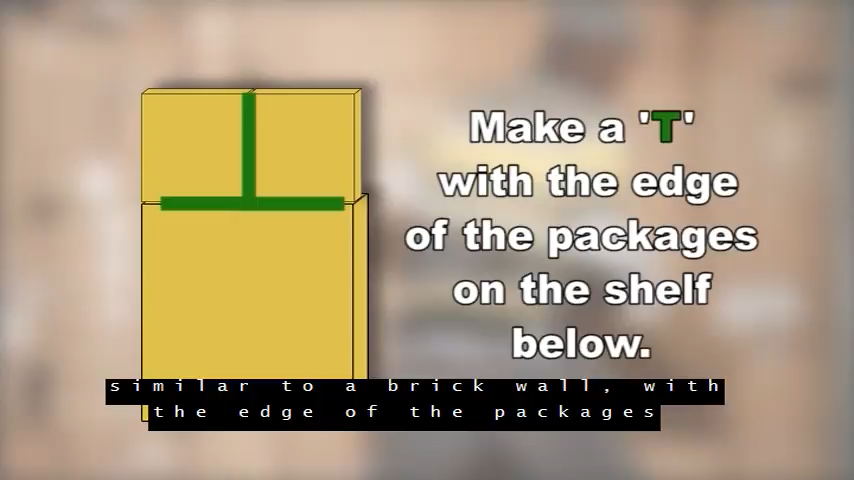 Make a 'T'
with the edge
of the packages
on the shelf
below.
similar to a brick wall, with
the edge of the packages